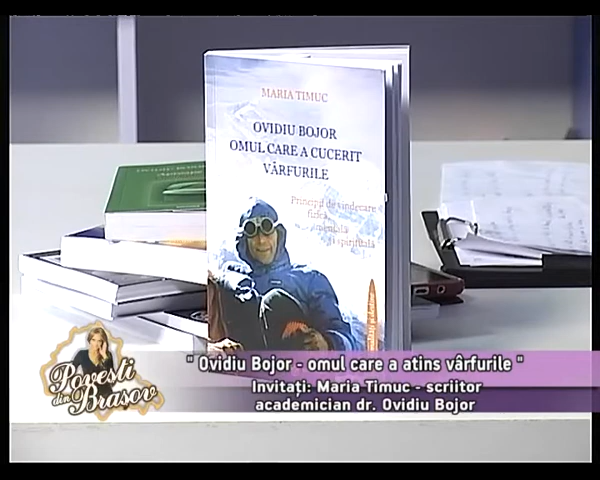 MARIA TIMUC
OVIDIU BOJOR
OMUL CARE A CUCERIT
VÂRFURILE
Principii de vindecare
fizică,
mentală
și spirituală
Povesti
din Brasov
" Ovidiu Bojor - omul care a atins vârfurile "
Invitați: Maria Timuc - scriitor
academician dr. Ovidiu Bojor